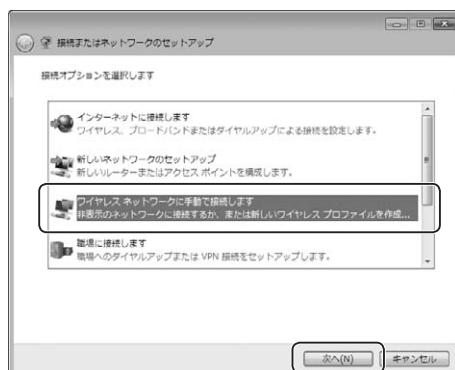 接続またはネットワークのセットアップ
接続オプションを選択します
インターネットに接続します
ワイヤレス、ブロードバンドまたはダイヤルアップによる接続を設定します。
新しいネットワークのセットアップ
新しいルーターまたはアクセス ポイントを構成します。
ワイヤレス ネットワークに手動で接続します
非表示のネットワークに接続するか、または新しいワイヤレス プロファイルを作成...
職場に接続します
職場へのダイヤルアップまたは VPN 接続をセットアップします。
次へ(N)
キャンセル